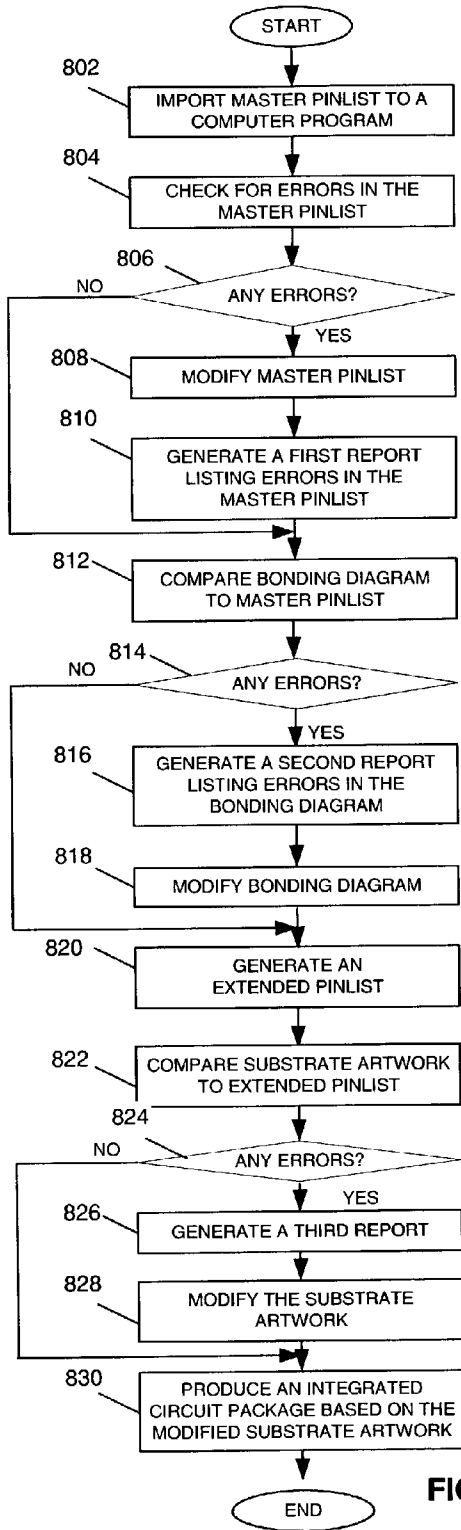 START
802
IMPORT MASTER PINLIST TO A
COMPUTER PROGRAM
804
CHECK FOR ERRORS IN THE
MASTER PINLIST
806
NO
ANY ERRORS?
YES
808
MODIFY MASTER PINLIST
810
GENERATE A FIRST REPORT
LISTING ERRORS IN THE
MASTER PINLIST
812
COMPARE BONDING DIAGRAM
TO MASTER PINLIST
814
NO
ANY ERRORS?
YES
816
GENERATE A SECOND REPORT
LISTING ERRORS IN THE
BONDING DIAGRAM
818
MODIFY BONDING DIAGRAM
820
GENERATE AN
EXTENDED PINLIST
822
COMPARE SUBSTRATE ARTWORK
TO EXTENDED PINLIST
824
NO
ANY ERRORS?
YES
826
GENERATE A THIRD REPORT
828
MODIFY THE SUBSTRATE
ARTWORK
830
PRODUCE AN INTEGRATED
CIRCUIT PACKAGE BASED ON THE
MODIFIED SUBSTRATE ARTWORK
END